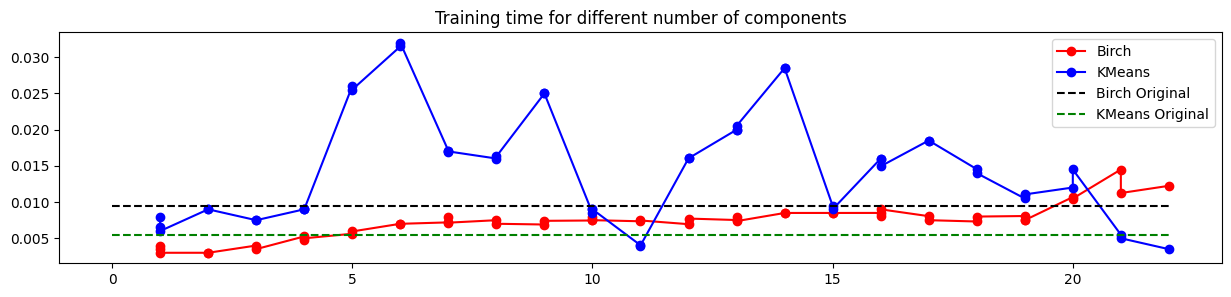 Training time for different number of components
0.030
0.025
0.020
0.015
0.010
0.005
0 5 10 15 20
Birch
KMeans
Birch Original
KMeans Original